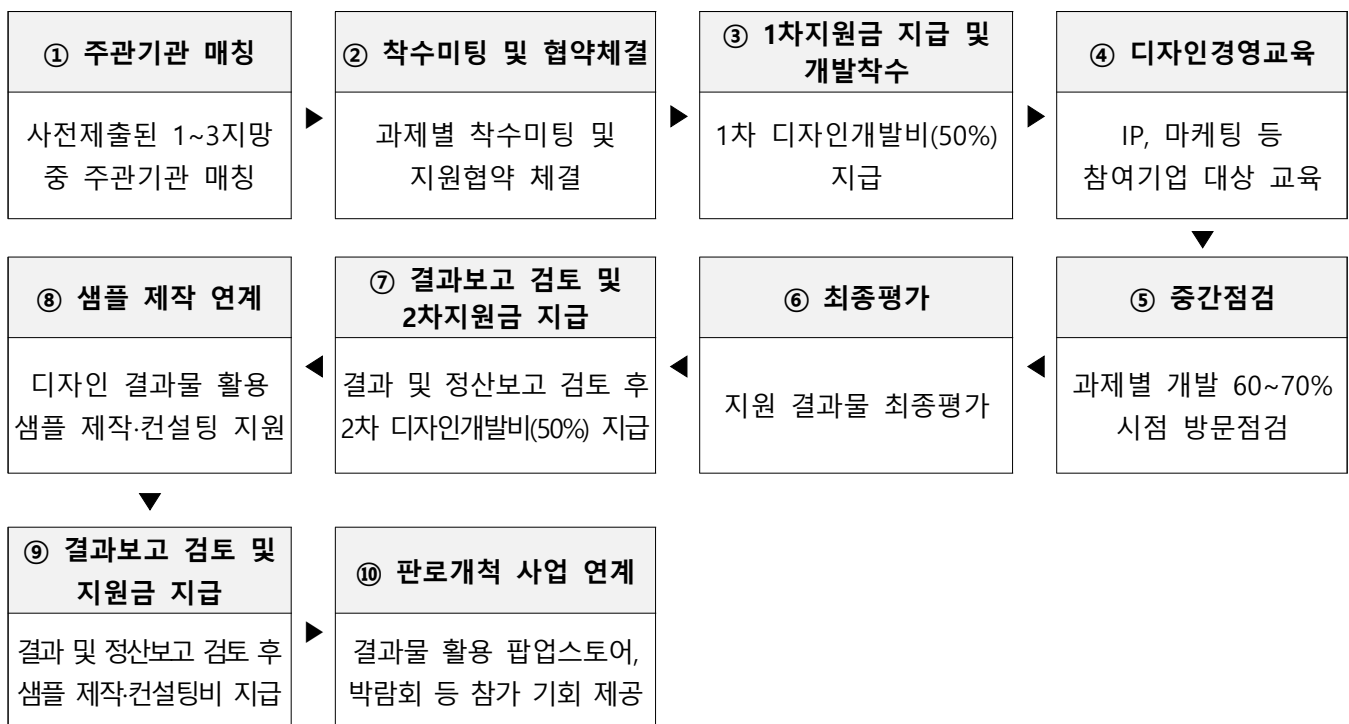 ① 주관기관 매칭
사전제출된 1~3지망
중 주관기관 매칭
② 착수미팅 및 협약체결
과제별 착수미팅 및
지원협약 체결
③ 1차지원금 지급 및
개발착수
1차 디자인개발비(50%)
지급
④ 디자인경영교육
IP, 마케팅 등
참여기업 대상 교육
⑤ 중간점검
과제별 개발 60~70%
시점 방문점검
⑥ 최종평가
지원 결과물 최종평가
⑦ 결과보고 검토 및
2차지원금 지급
결과 및 정산보고 검토 후
2차 디자인개발비(50%) 지급
⑧ 샘플 제작 연계
디자인 결과물 활용
샘플 제작·컨설팅 지원
⑨ 결과보고 검토 및
지원금 지급
결과 및 정산보고 검토 후
샘플 제작·컨설팅비 지급
⑩ 판로개척 사업 연계
결과물 활용 팝업스토어,
박람회 등 참가 기회 제공